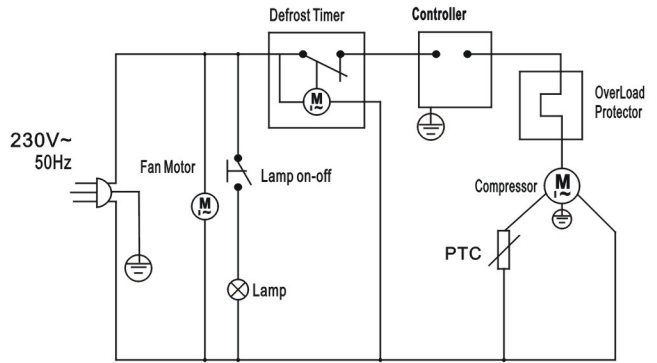 Defrost Timer
Controller
M
~
OverLoad
Protector
230V~
50Hz
Fan Motor
Lamp on-off
Compressor
M
~
M
~
PTC
Lamp